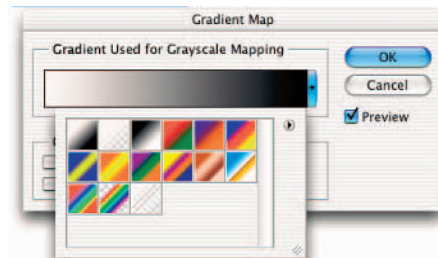 Gradient Map
Gradient Used for Grayscale Mapping
OK
Cancel
Preview